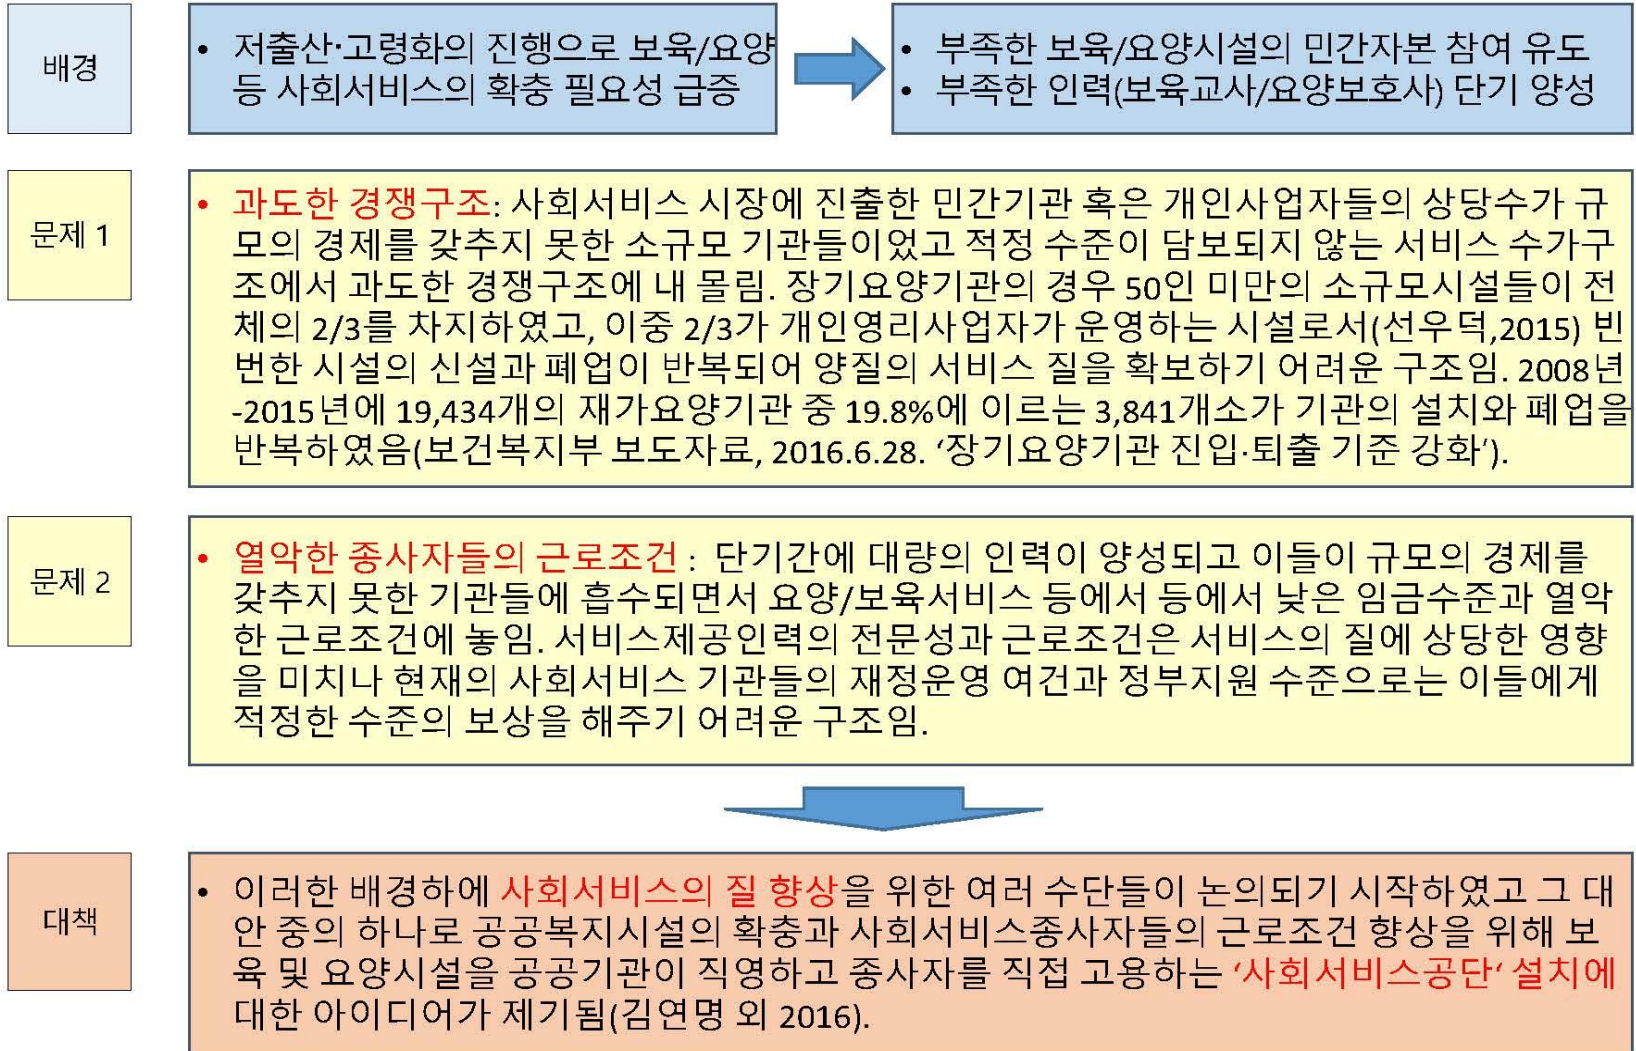 배경
• 저출산·고령화의 진행으로 보육/요양
등 사회서비스의 확충 필요성 급증
• 부족한 보육/요양시설의 민간자본 참여 유도
• 부족한 인력(보육교사/요양보호사) 단기 양성
문제 1
• 과도한 경쟁구조: 사회서비스 시장에 진출한 민간기관 혹은 개인사업자들의 상당수가 규
모의 경제를 갖추지 못한 소규모 기관들이었고 적정 수준이 담보되지 않는 서비스 수가구
조에서 과도한 경쟁구조에 내 몰림. 장기요양기관의 경우 50인 미만의 소규모시설들이 전
체의 2/3를 차지하였고, 이중 2/3가 개인영리사업자가 운영하는 시설로서(선우덕,2015) 빈
번한 시설의 신설과 폐업이 반복되어 양질의 서비스 질을 확보하기 어려운 구조임. 2008년
-2015년에 19,434개의 재가요양기관 중 19.8%에 이르는 3,841개소가 기관의 설치와 폐업을
반복하였음(보건복지부 보도자료, 2016.6.28. ‘장기요양기관 진입·퇴출 기준 강화‘).
문제 2
• 열악한 종사자들의 근로조건 : 단기간에 대량의 인력이 양성되고 이들이 규모의 경제를
갖추지 못한 기관들에 흡수되면서 요양/보육서비스 등에서 등에서 낮은 임금수준과 열악
한 근로조건에 놓임. 서비스제공인력의 전문성과 근로조건은 서비스의 질에 상당한 영향
을 미치나 현재의 사회서비스 기관들의 재정운영 여건과 정부지원 수준으로는 이들에게
적정한 수준의 보상을 해주기 어려운 구조임.
대책
• 이러한 배경하에 사회서비스의 질 향상을 위한 여러 수단들이 논의되기 시작하였고 그 대
안 중의 하나로 공공복지시설의 확충과 사회서비스종사자들의 근로조건 향상을 위해 보
육 및 요양시설을 공공기관이 직영하고 종사자를 직접 고용하는 ‘사회서비스공단‘ 설치에
대한 아이디어가 제기됨(김연명 외 2016).